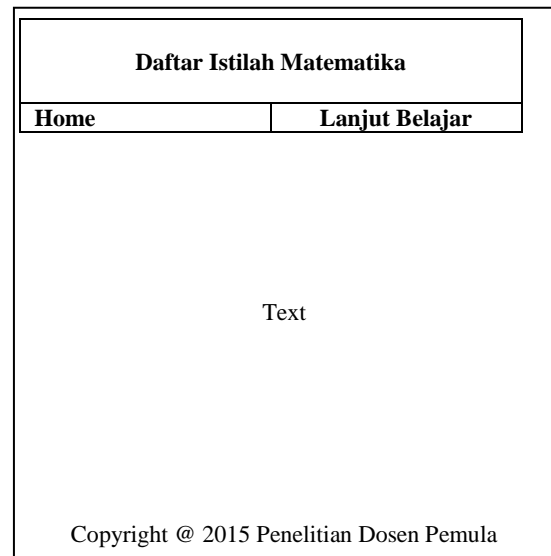 Daftar Istilah Matematika
Home Lanjut Belajar
Text
Copyright @ 2015 Penelitian Dosen Pemula